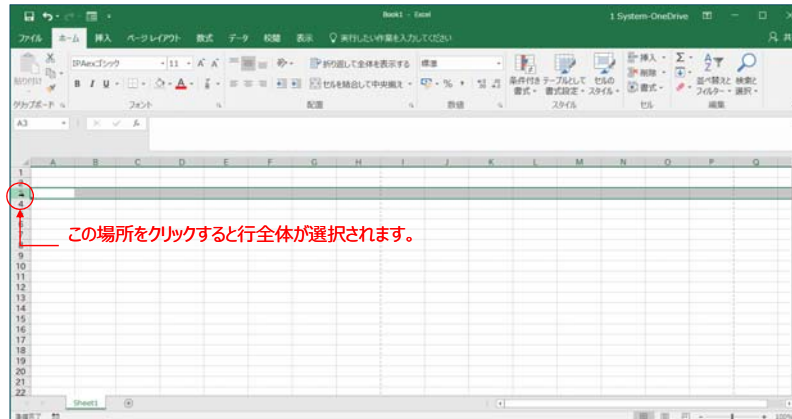 Book1 - Excel
1 System-OneDrive
ファイル ホーム 挿入 ページ レイアウト 数式 データ 校閲 表示 実行したい作業を入力してください
IPAexゴシック 11 折り返して全体を表示する 標準 挿入
B I U セルを結合して中央揃え % 条件付き テーブルとして セルの 削除 並べ替えと 検索と
書式 書式設定 スタイル 書式 フィルター 選択
クリップボード フォント 配置 数値 スタイル セル 編集
A3
A B C D E F G H I J K L M N O P Q
1
2
3
4
6
7
この場所をクリックすると行全体が選択されます。
8
9
10
11
12
13
14
15
16
17
18
19
20
21
22
Sheet1
準備完了 100%